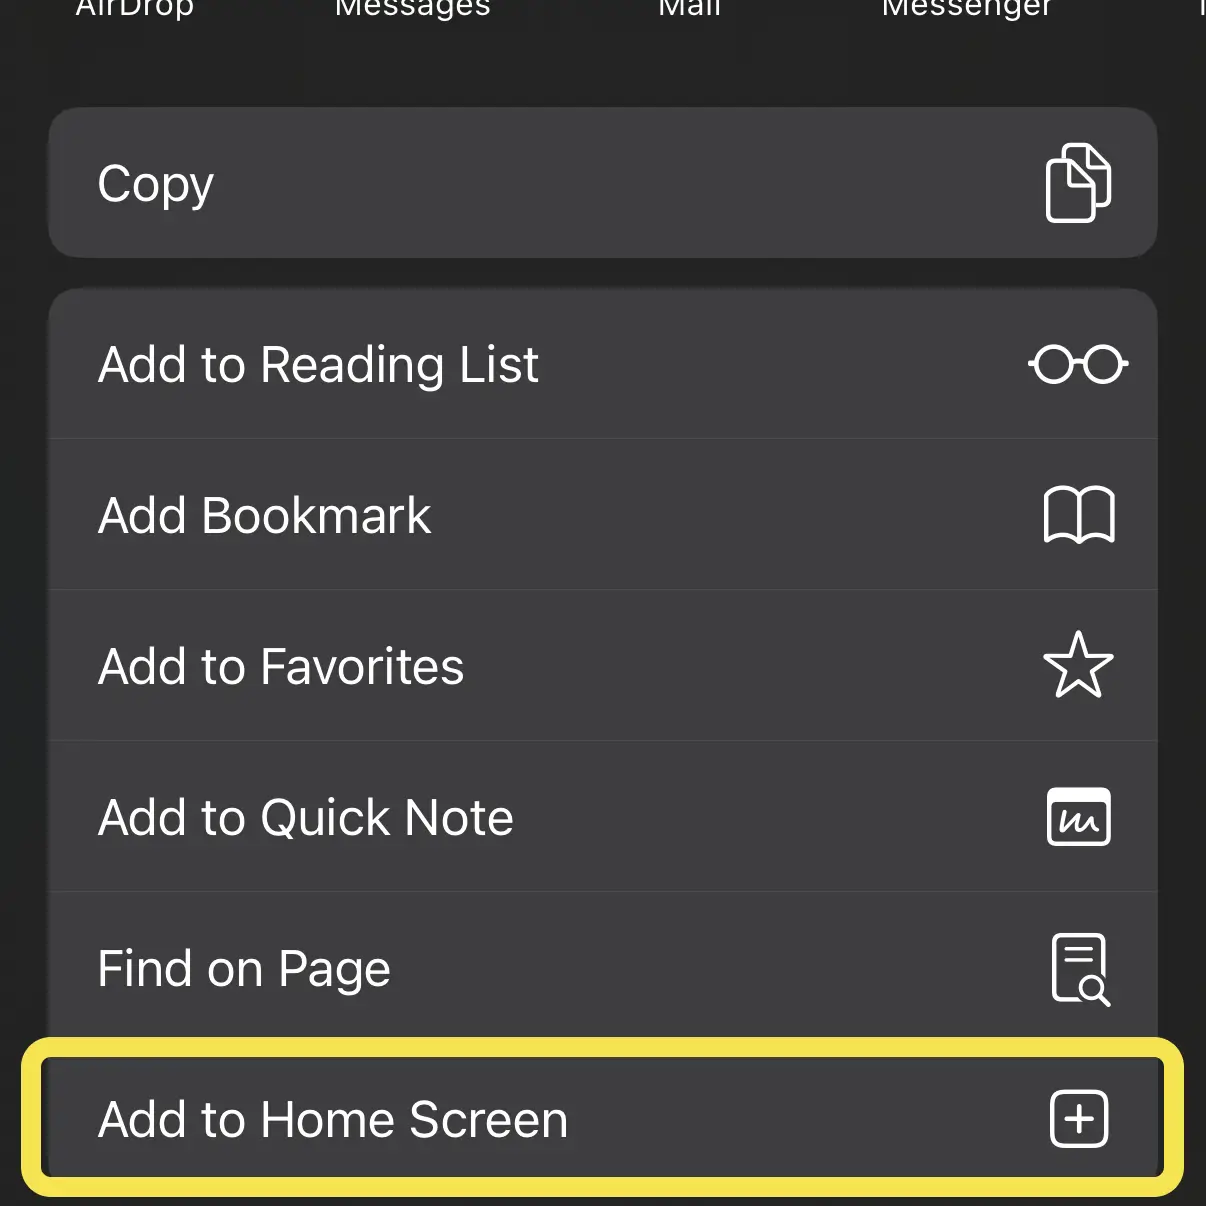 AirDrop Messages Mail Messenger
Copy
Add to Reading List
Add Bookmark
Add to Favorites
Add to Quick Note
Find on Page
Add to Home Screen